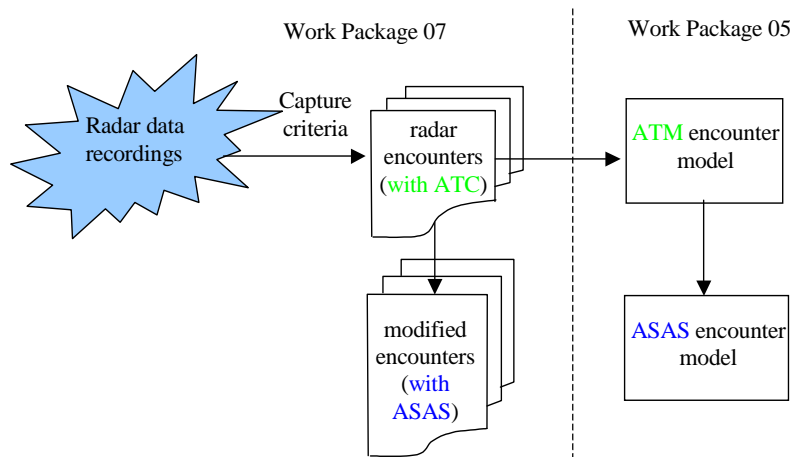 Work Package 07
Work Package 05
Radar data
recordings
Capture
criteria
radar
encounters
(with ATC)
ATM encounter
model
modified
encounters
(with
ASAS)
ASAS encounter
model